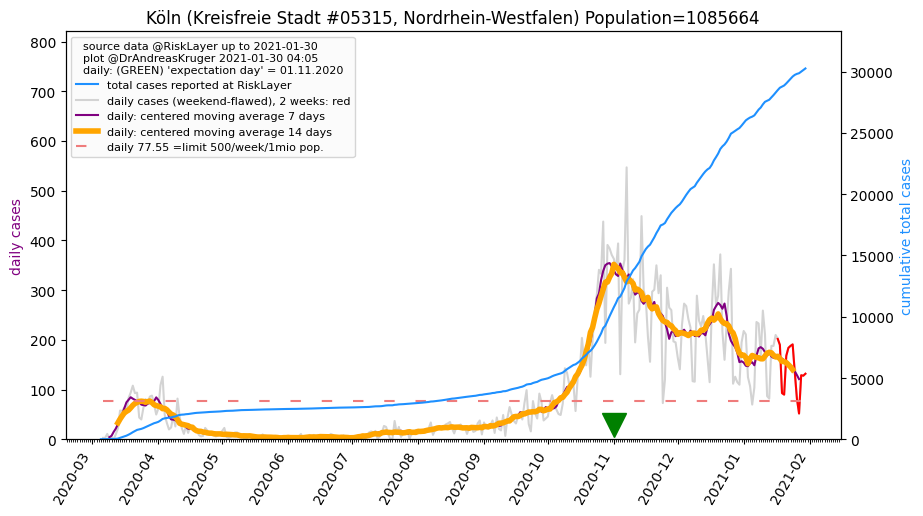 Köln (Kreisfreie Stadt #05315, Nordrhein-Westfalen) Population=1085664
source data @RiskLayer up to 2021-01-30
plot @DrAndreasKruger 2021-01-30 04:05
daily: (GREEN) 'expectation day' = 01.11.2020
total cases reported at RiskLayer
daily cases (weekend-flawed), 2 weeks: red
daily: centered moving average 7 days
daily: centered moving average 14 days
daily 77.55 =limit 500/week/1mio pop.
daily cases
800
700
600
500
400
300
200
100
0
cumulative total cases
30000
25000
20000
15000
10000
5000
0
2020-03
2020-04
2020-05
2020-06
2020-07
2020-08
2020-09
2020-10
2020-11
2020-12
2021-01
2021-02